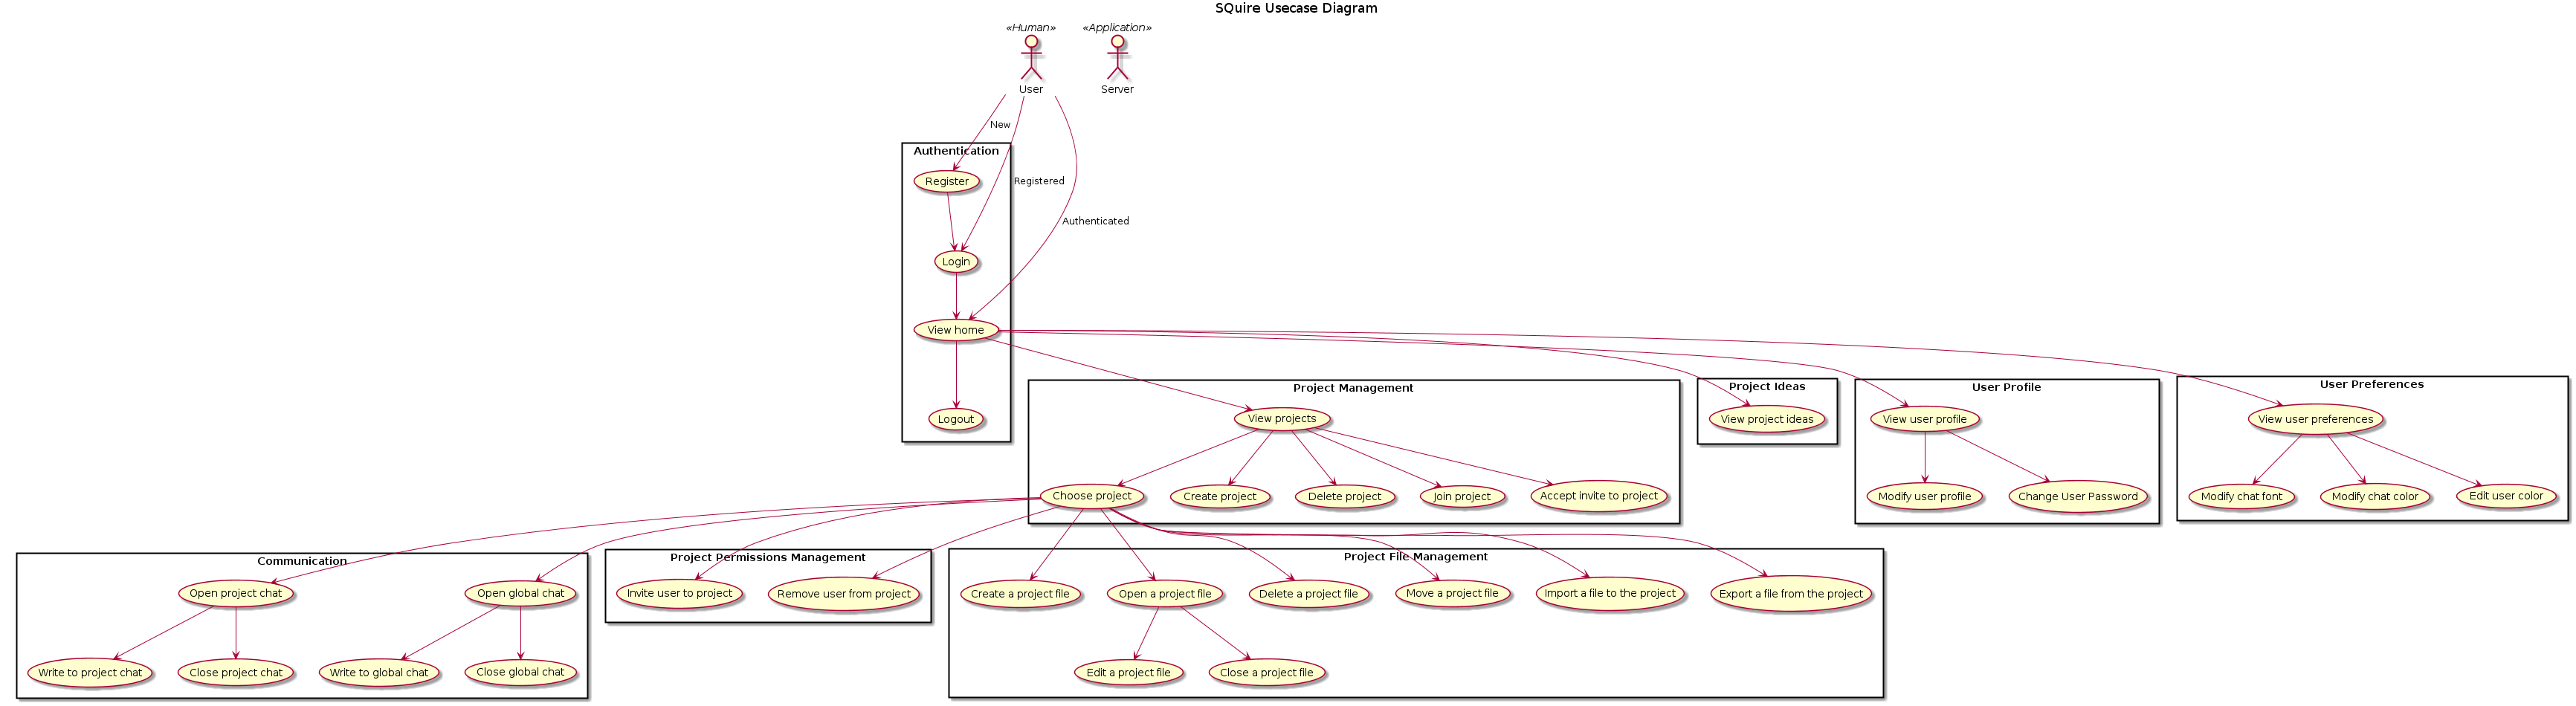 SQuire Usecase Diagram
«Human»
«Application»
User
Server
New
Authentication
Register
Registered
Authenticated
Login
View home
Logout
Project Management
View projects
Choose project
Create project
Delete project
Join project
Accept invite to project
Project Ideas
View project ideas
User Profile
View user profile
Modify user profile
Change User Password
User Preferences
View user preferences
Modify chat font
Modify chat color
Edit user color
Communication
Open project chat
Open global chat
Write to project chat
Close project chat
Write to global chat
Close global chat
Project Permissions Management
Invite user to project
Remove user from project
Project File Management
Create a project file
Open a project file
Delete a project file
Move a project file
Import a file to the project
Export a file from the project
Edit a project file
Close a project file